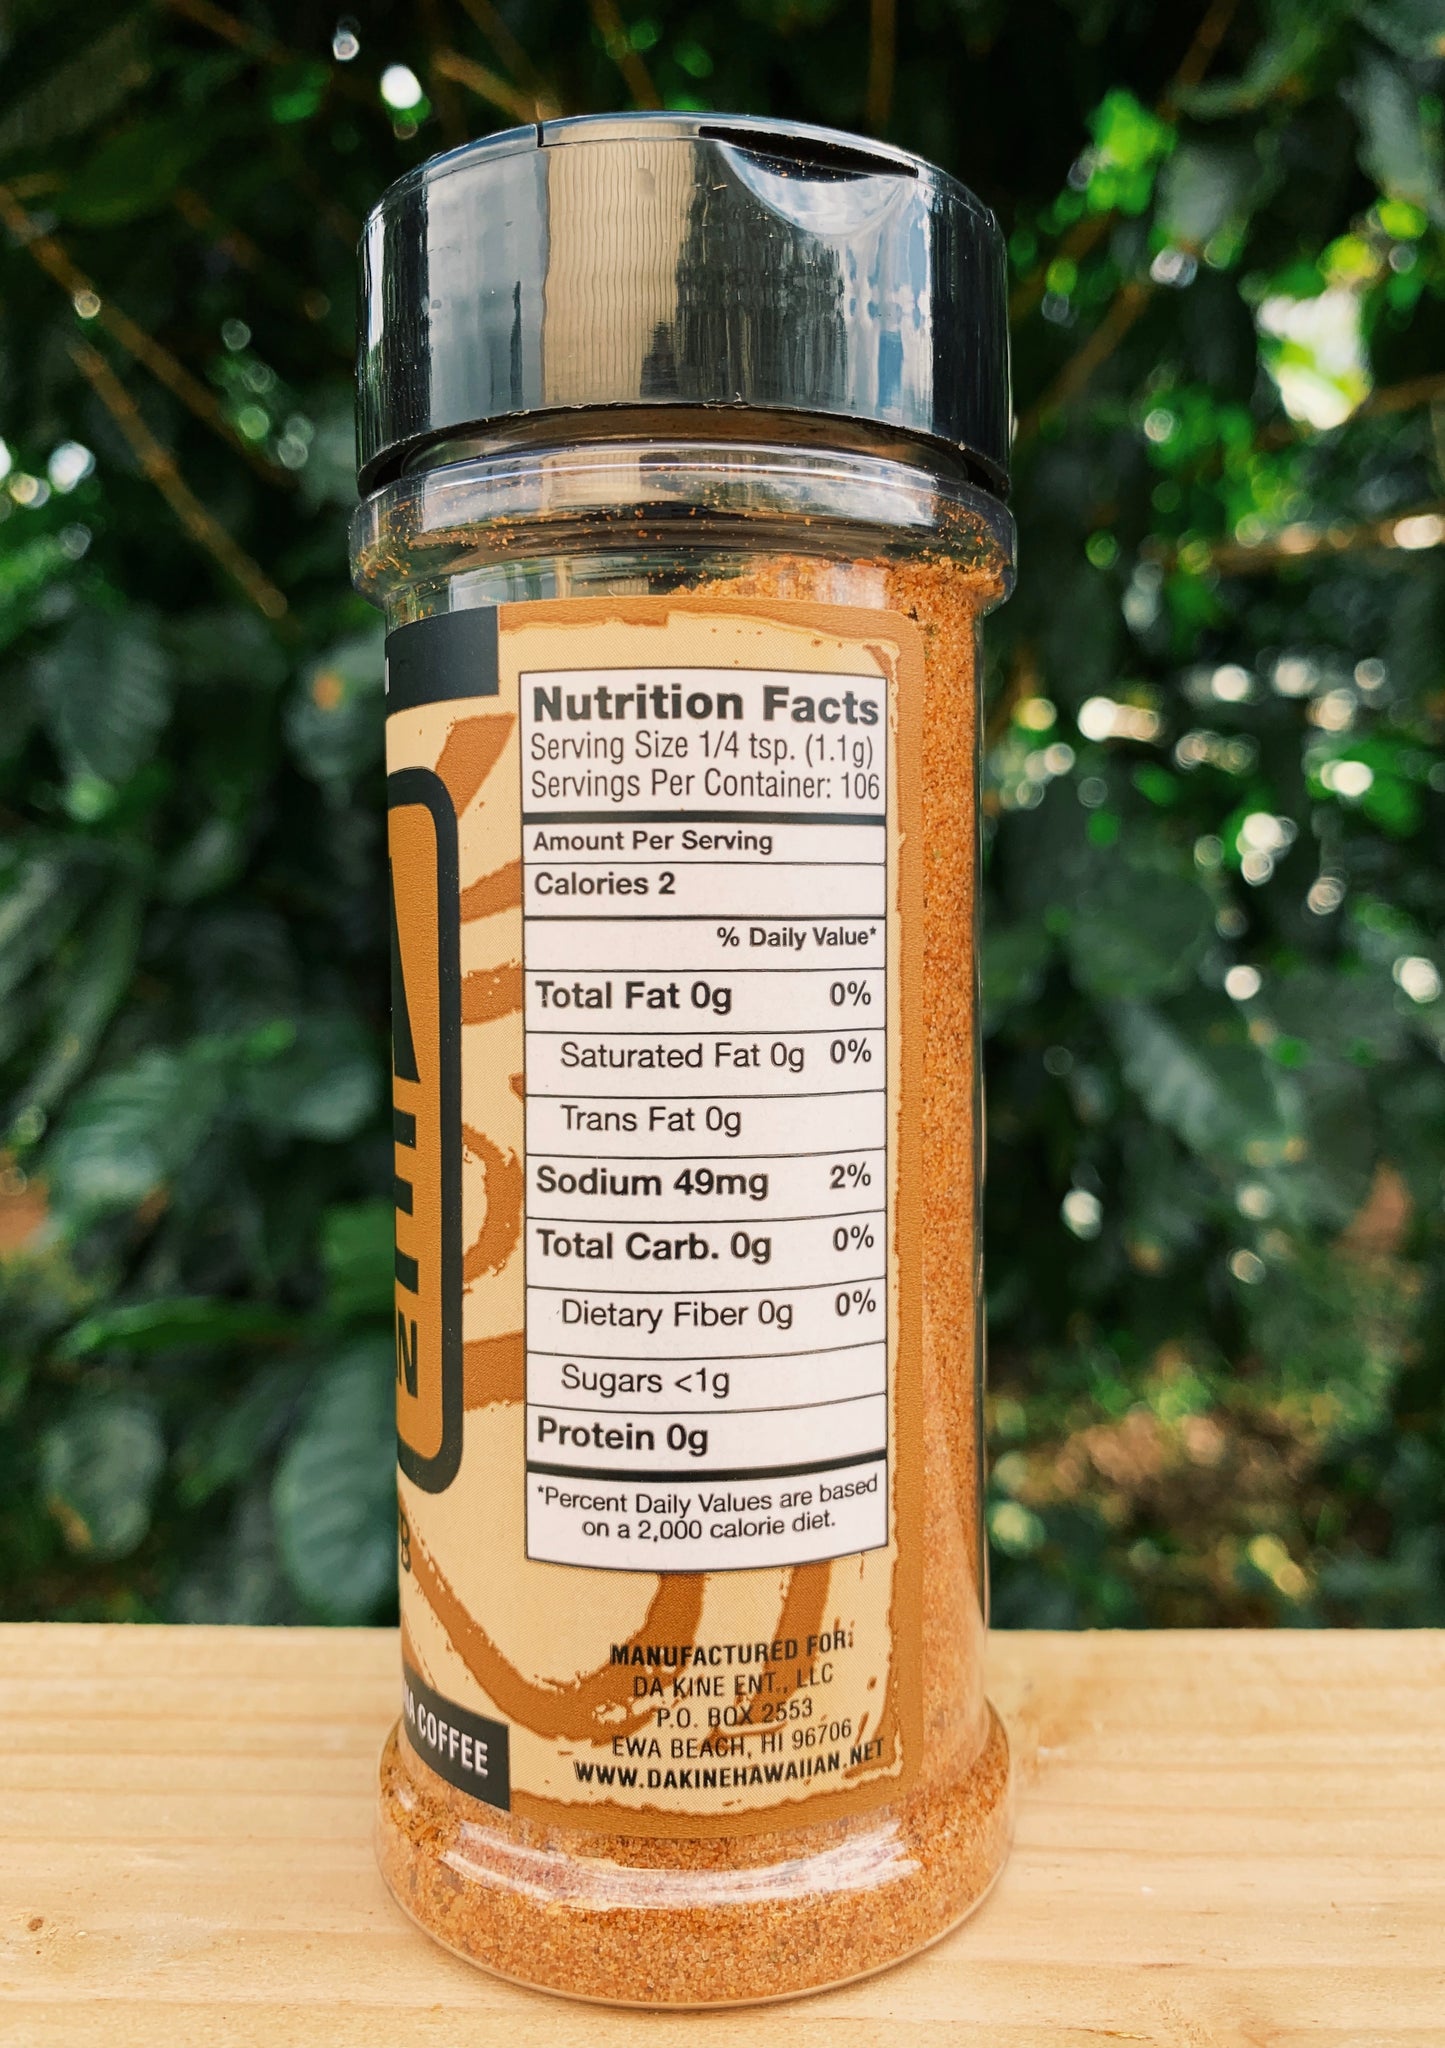 Nutrition Facts
Serving Size 1/4 tsp. (1.1g)
Servings Per Container: 106
Amount Per Serving
Calories 2
% Daily Value*
Total Fat 0g 0%
Saturated Fat 0g 0%
Trans Fat 0g
Sodium 49mg 2%
Total Carb. 0g 0%
Dietary Fiber 0g 0%
Sugars <1g
Protein 0g
*Percent Daily Values are based
on a 2,000 calorie diet.
MANUFACTURED FOR:
DA KINE ENT., LLC
P.O. BOX 2553
EWA BEACH, HI 96706
WWW.DAKINEHAWAIIAN.NET
COFFEE